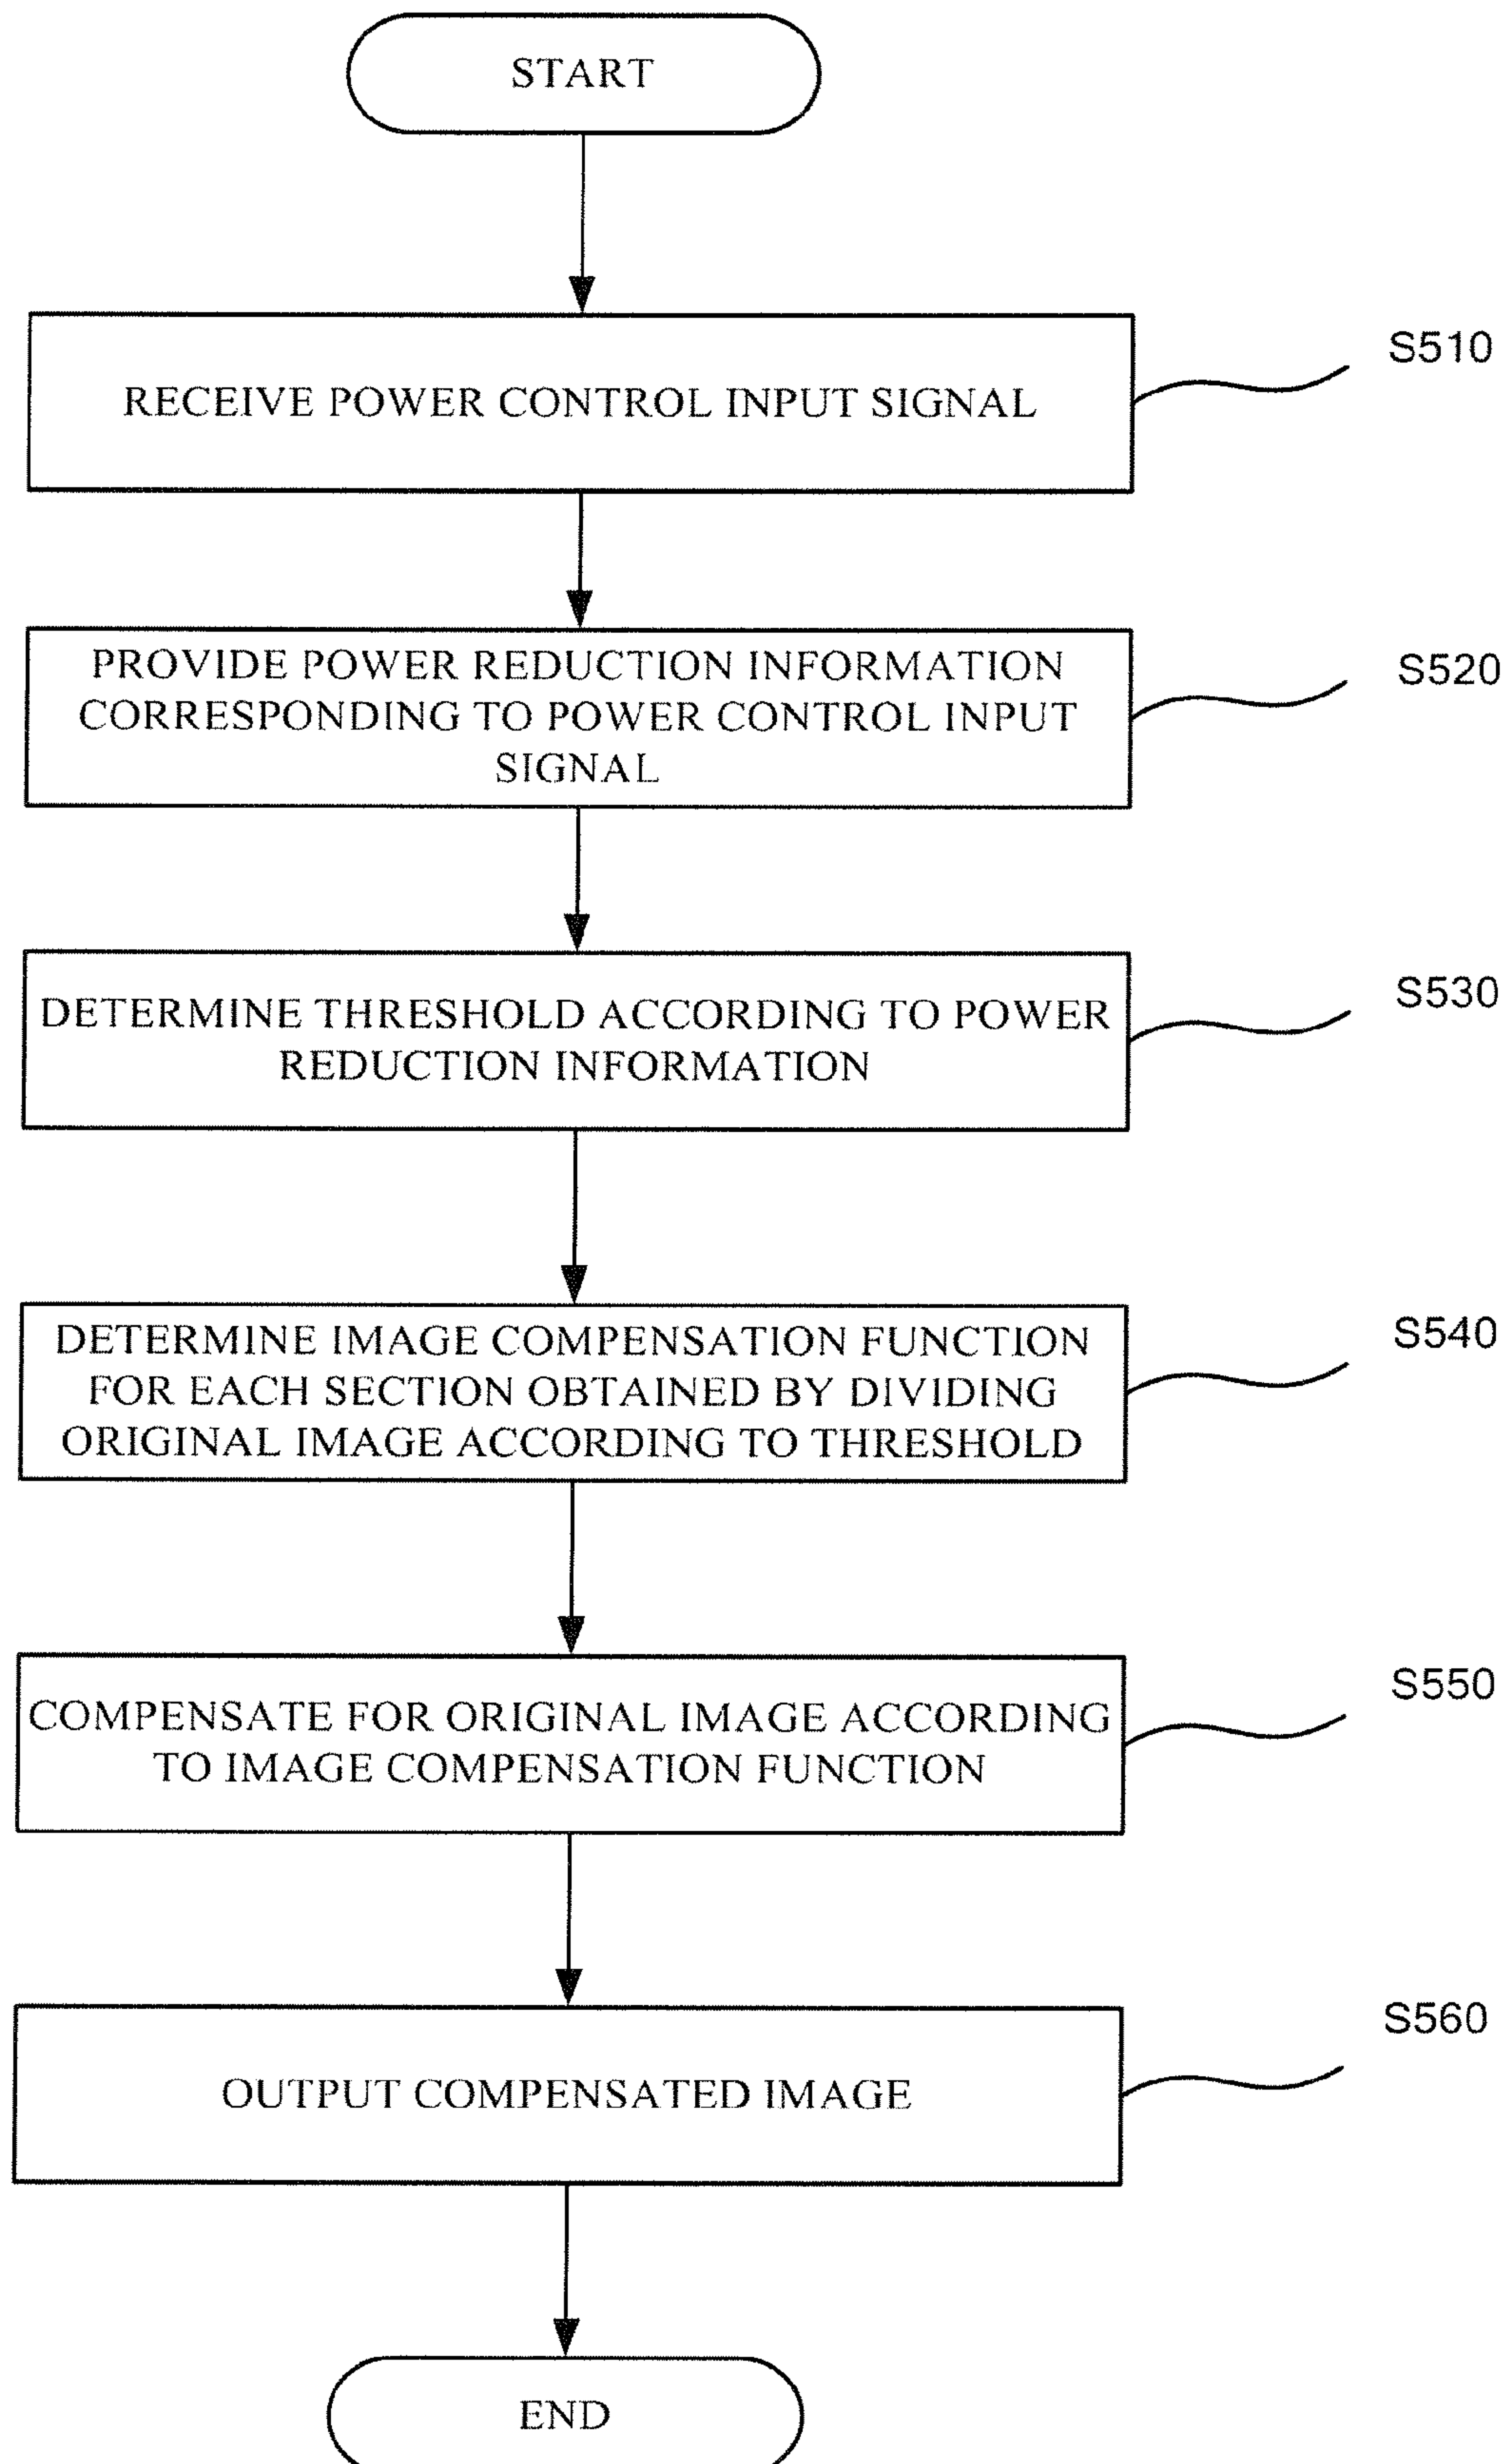 START
RECEIVE POWER CONTROL INPUT SIGNAL
S510
PROVIDE POWER REDUCTION INFORMATION
CORRESPONDING TO POWER CONTROL INPUT
SIGNAL
S520
DETERMINE THRESHOLD ACCORDING TO POWER
REDUCTION INFORMATION
S530
DETERMINE IMAGE COMPENSATION FUNCTION
FOR EACH SECTION OBTAINED BY DIVIDING
ORIGINAL IMAGE ACCORDING TO THRESHOLD
S540
COMPENSATE FOR ORIGINAL IMAGE ACCORDING
TO IMAGE COMPENSATION FUNCTION
S550
OUTPUT COMPENSATED IMAGE
S560
END